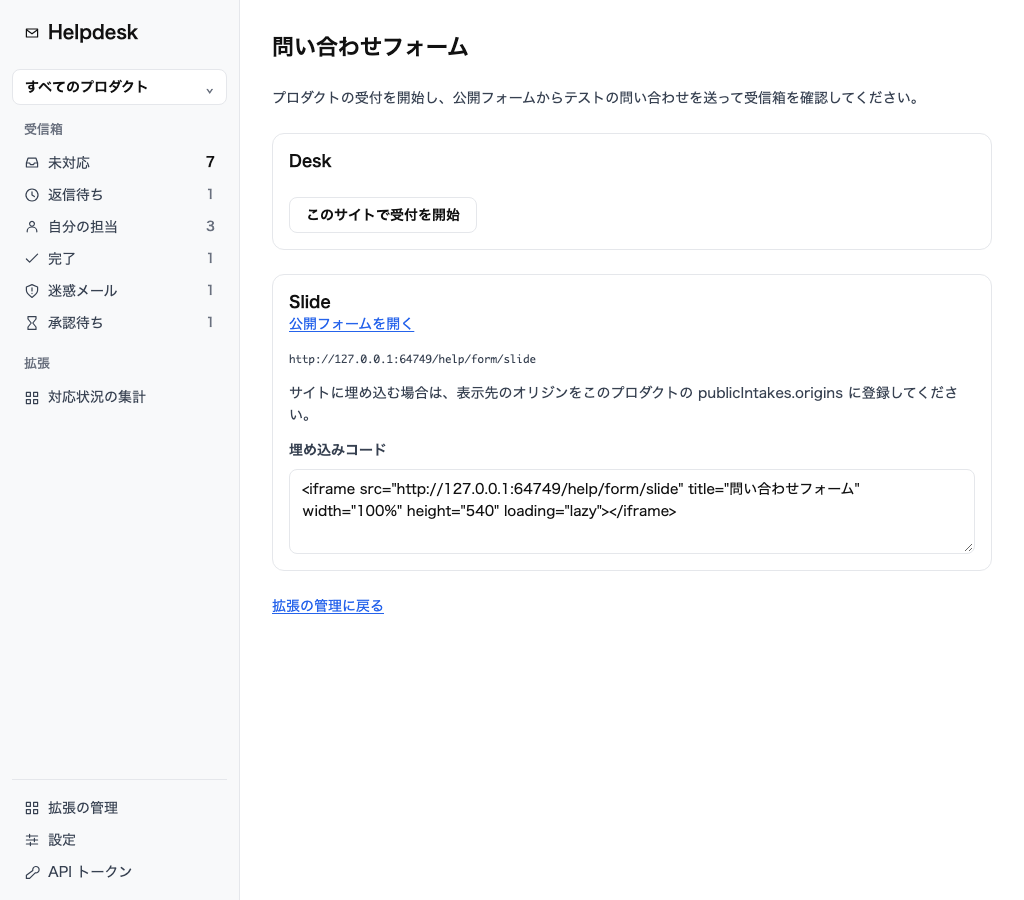 Helpdesk
すべてのプロダクト
受信箱
未対応 7
返信待ち 1
自分の担当 3
完了 1
迷惑メール 1
承認待ち 1
拡張
対応状況の集計
拡張の管理
設定
API トークン
問い合わせフォーム
プロダクトの受付を開始し、公開フォームからテストの問い合わせを送って受信箱を確認してください。
Desk
このサイトで受付を開始
Slide
公開フォームを開く
http://127.0.0.1:64749/help/form/slide
サイトに埋め込む場合は、表示先のオリジンをこのプロダクトの publicIntakes.origins に登録してくださ
い。
埋め込みコード
<iframe src="http://127.0.0.1:64749/help/form/slide" title="問い合わせフォーム"
width="100%" height="540" loading="lazy"></iframe>
拡張の管理に戻る